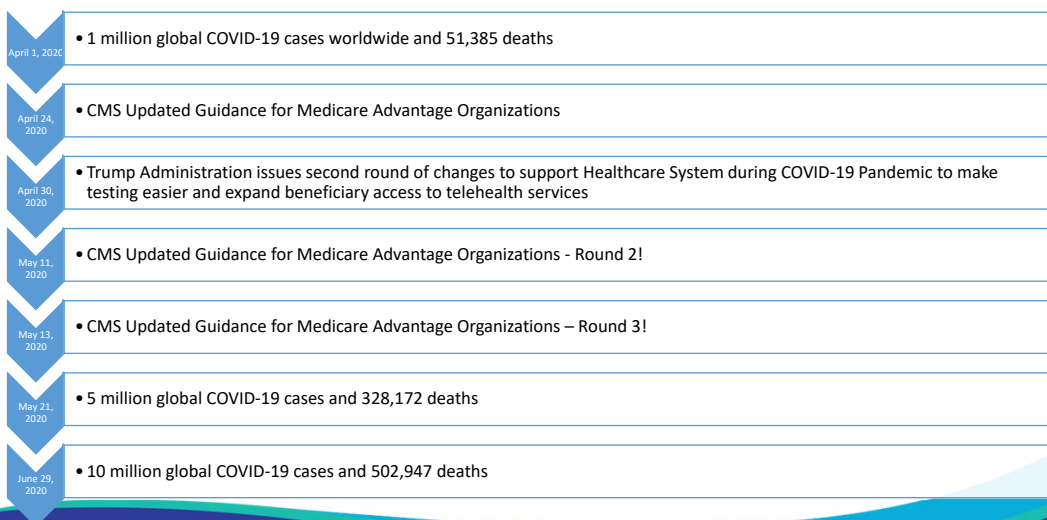 April 1, 2020
• 1 million global COVID-19 cases worldwide and 51,385 deaths
April 24,
2020
• CMS Updated Guidance for Medicare Advantage Organizations
April 30,
2020
• Trump Administration issues second round of changes to support Healthcare System during COVID-19 Pandemic to make
testing easier and expand beneficiary access to telehealth services
May 11,
2020
• CMS Updated Guidance for Medicare Advantage Organizations - Round 2!
May 13,
2020
• CMS Updated Guidance for Medicare Advantage Organizations – Round 3!
May 21,
2020
• 5 million global COVID-19 cases and 328,172 deaths
June 29,
2020
• 10 million global COVID-19 cases and 502,947 deaths